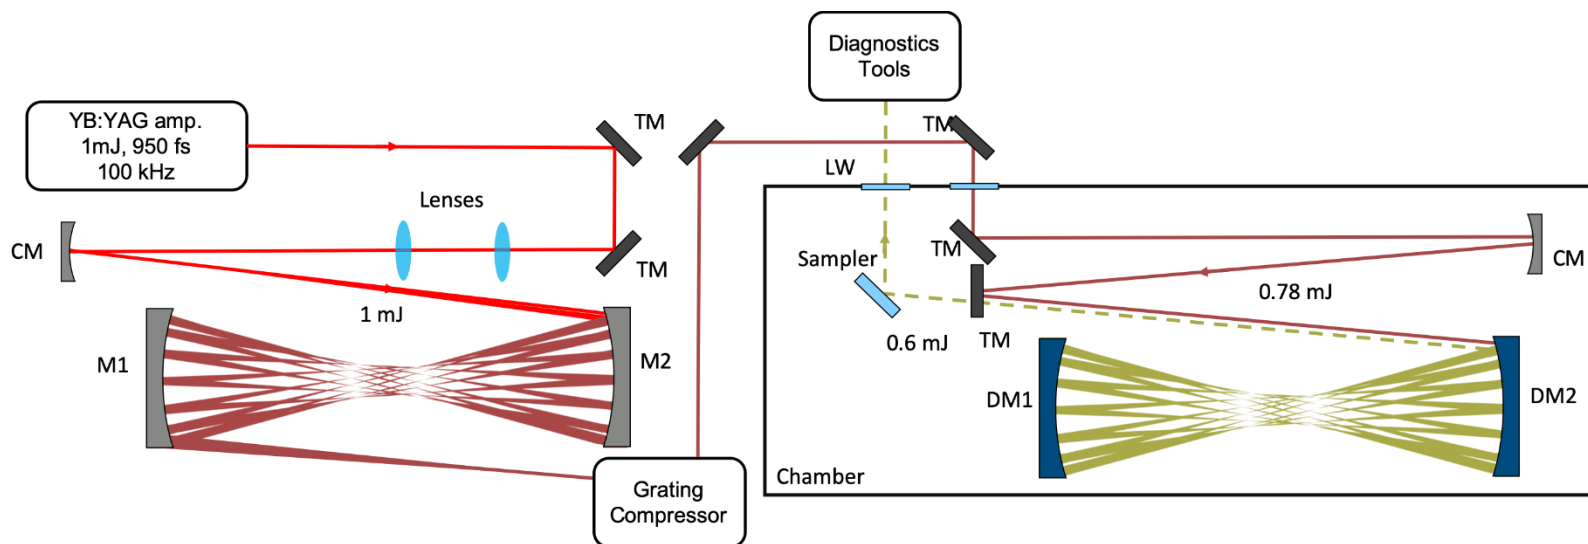 Diagnostics
Tools
YB:YAG amp.
1mJ, 950 fs
100 kHz
TM
TM
LW
Lenses
CM
TM
TM
Sampler
CM
1 mJ
0.78 mJ
0.6 mJ
TM
M1
M2
DM1
DM2
Grating
Compressor
Chamber